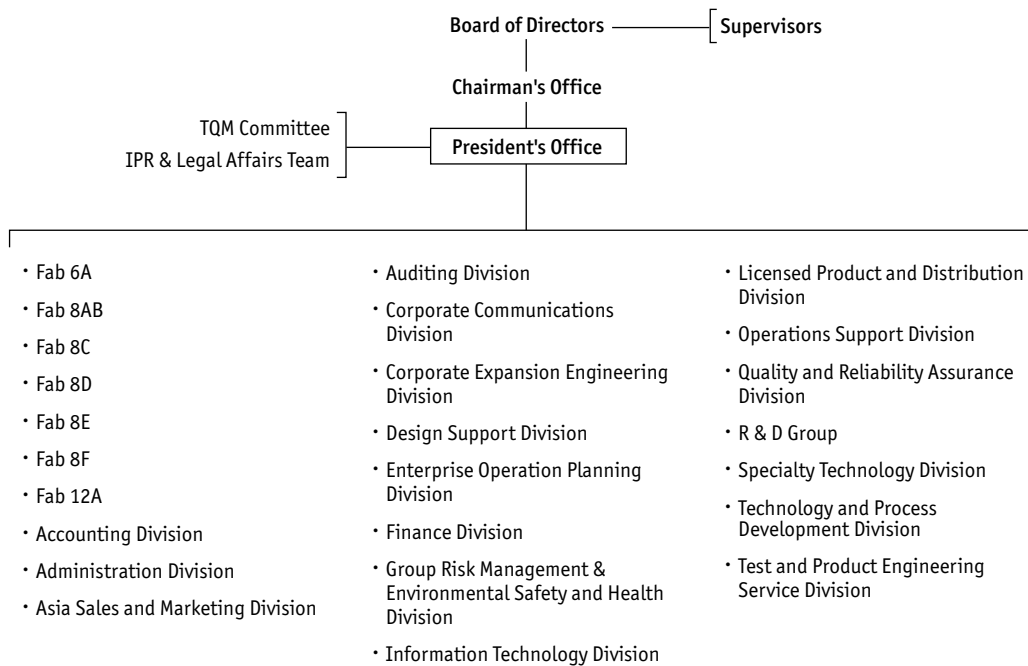 Board of Directors
Supervisors
Chairman's Office
TQM Committee
IPR & Legal Affairs Team
President's Office
· Fab 6A
· Fab 8AB
· Fab 8C
· Fab 8D
· Fab 8E
· Fab 8F
· Fab 12A
· Accounting Division
· Administration Division
· Asia Sales and Marketing Division
· Auditing Division
· Corporate Communications
Division
· Corporate Expansion Engineering
Division
· Design Support Division
· Enterprise Operation Planning
Division
· Finance Division
· Group Risk Management &
Environmental Safety and Health
Division
· Information Technology Division
· Licensed Product and Distribution
Division
· Operations Support Division
· Quality and Reliability Assurance
Division
· R & D Group
· Specialty Technology Division
· Technology and Process
Development Division
· Test and Product Engineering
Service Division